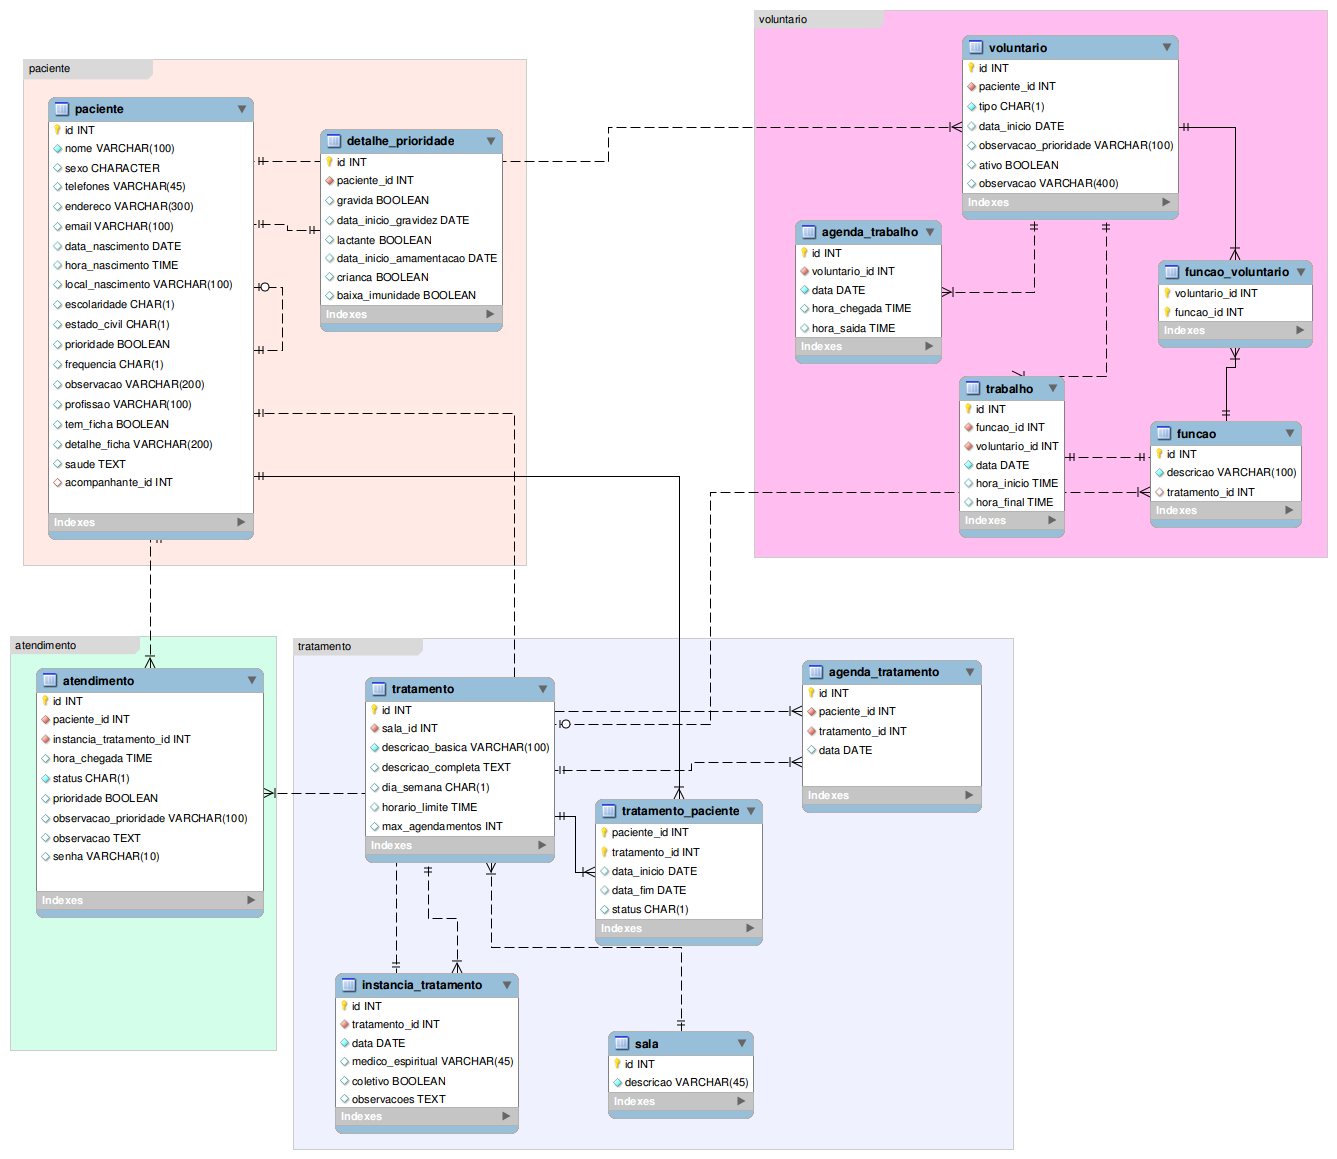 paciente
paciente
id INT
nome VARCHAR(100)
sexo CHARACTER
telefones VARCHAR(45)
endereco VARCHAR(300)
email VARCHAR(100)
data_nascimento DATE
hora_nascimento TIME
local_nascimento VARCHAR(100)
escolaridade CHAR(1)
estado_civil CHAR(1)
prioridade BOOLEAN
frequencia CHAR(1)
observacao VARCHAR(200)
profissao VARCHAR(100)
tem_ficha BOOLEAN
detalhe_ficha VARCHAR(200)
saude TEXT
acompanhante_id INT
Indexes
detalhe_prioridade
id INT
paciente_id INT
gravida BOOLEAN
data_inicio_gravidez DATE
lactante BOOLEAN
data_inicio_amamentacao DATE
crianca BOOLEAN
baixa_imunidade BOOLEAN
Indexes
voluntario
voluntario
id INT
paciente_id INT
tipo CHAR(1)
data_inicio DATE
observacao_prioridade VARCHAR(100)
ativo BOOLEAN
observacao VARCHAR(400)
Indexes
agenda_trabalho
id INT
voluntario_id INT
data DATE
hora_chegada TIME
hora_saida TIME
Indexes
funcao_voluntario
voluntario_id INT
funcao_id INT
Indexes
trabalho
id INT
funcao_id INT
voluntario_id INT
data DATE
hora_inicio TIME
hora_final TIME
Indexes
funcao
id INT
descricao VARCHAR(100)
tratamento_id INT
Indexes
atendimento
atendimento
id INT
paciente_id INT
instancia_tratamento_id INT
hora_chegada TIME
status CHAR(1)
prioridade BOOLEAN
observacao_prioridade VARCHAR(100)
observacao TEXT
senha VARCHAR(10)
Indexes
tratamento
tratamento
id INT
sala_id INT
descricao_basica VARCHAR(100)
descricao_completa TEXT
dia_semana CHAR(1)
horario_limite TIME
max_agendamentos INT
Indexes
agenda_tratamento
id INT
paciente_id INT
tratamento_id INT
data DATE
Indexes
tratamento_paciente
paciente_id INT
tratamento_id INT
data_inicio DATE
data_fim DATE
status CHAR(1)
Indexes
instancia_tratamento
id INT
tratamento_id INT
data DATE
medico_espiritual VARCHAR(45)
coletivo BOOLEAN
observacoes TEXT
Indexes
sala
id INT
descricao VARCHAR(45)
Indexes